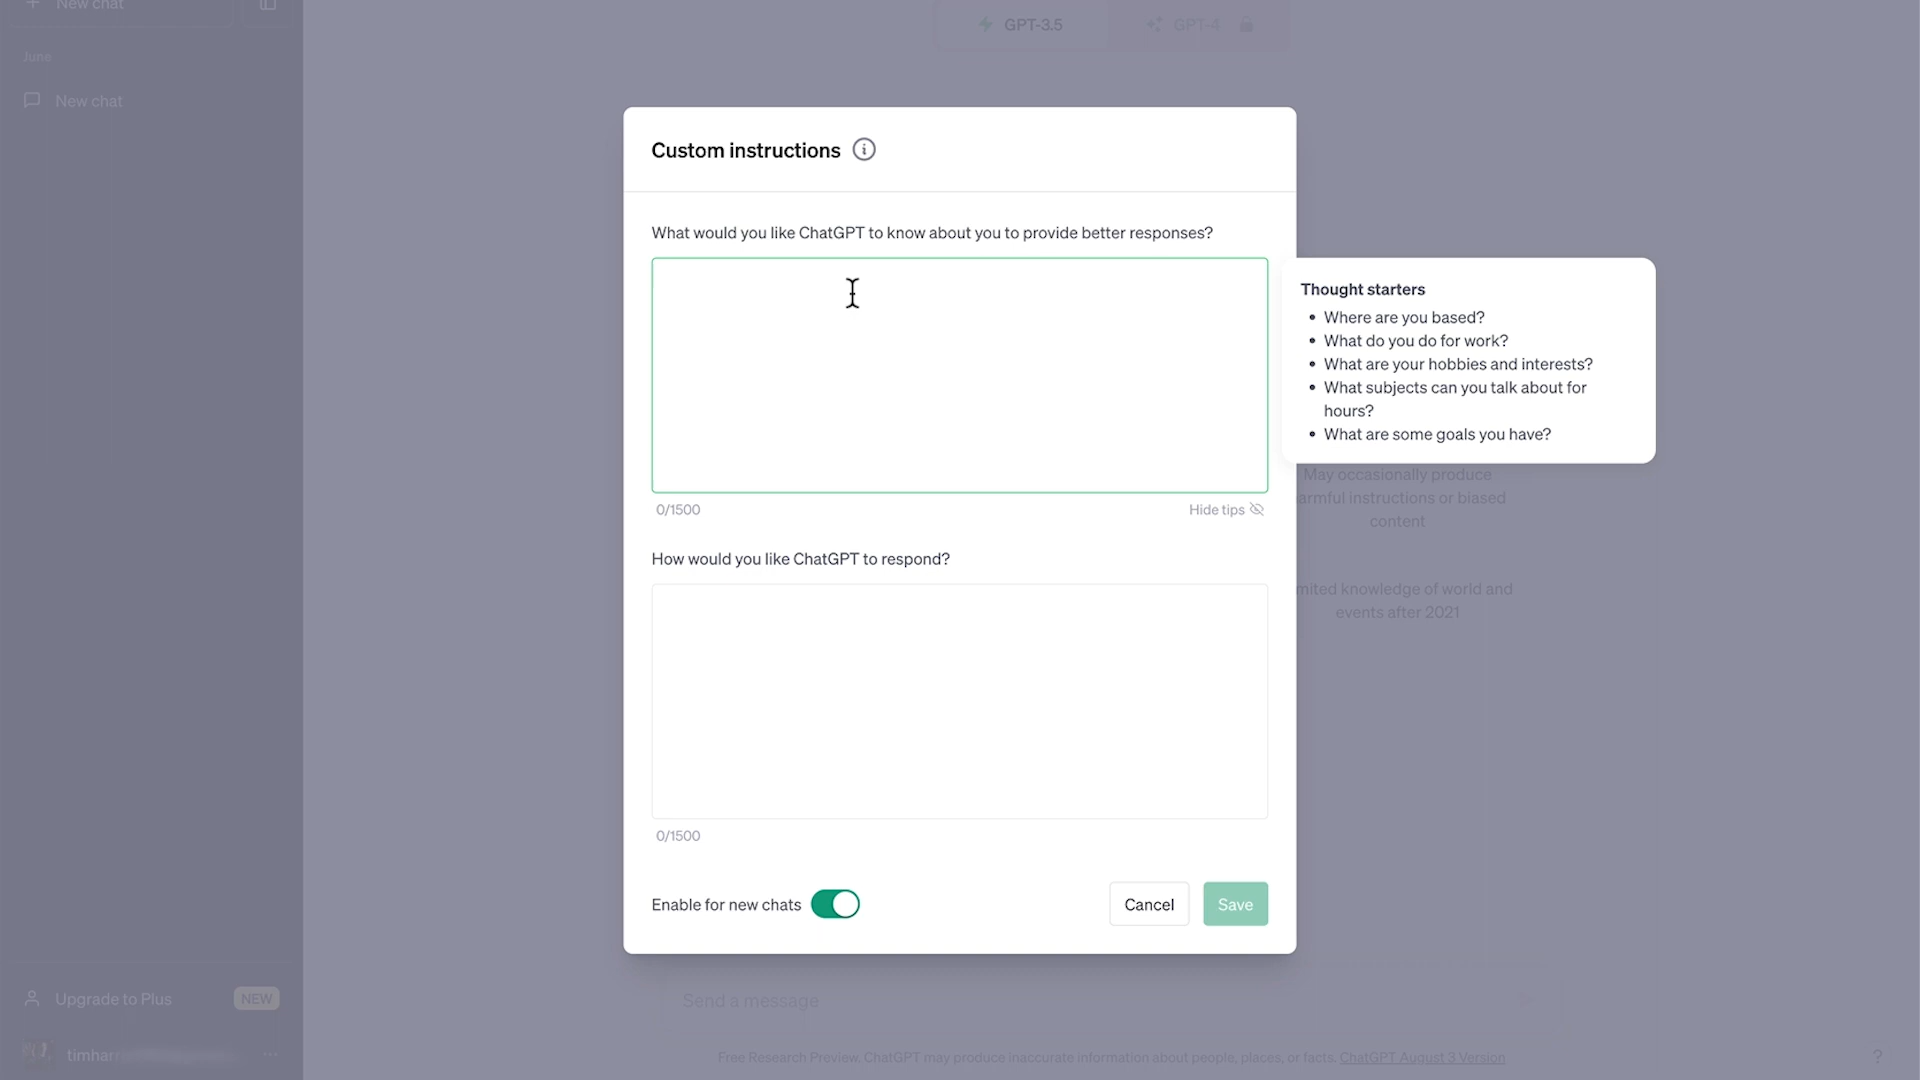 New chat
June
New chat
GPT-3.5
GPT-4
Custom instructions
What would you like ChatGPT to know about you to provide better responses?
Thought starters
Where are you based?
What do you do for work?
What are your hobbies and interests?
What subjects can you talk about for
hours?
What are some goals you have?
0/1500
Hide tips
May occasionally produce
armful instructions or biased
content
How would you like ChatGPT to respond?
mited knowledge of world and
events after 2021
0/1500
Enable for new chats
Cancel
Save
Upgrade to Plus
NEW
Send a message
timharr
Free Research Preview. ChatGPT may produce inaccurate information about people, places, or facts. ChatGPT August 3 Version
?